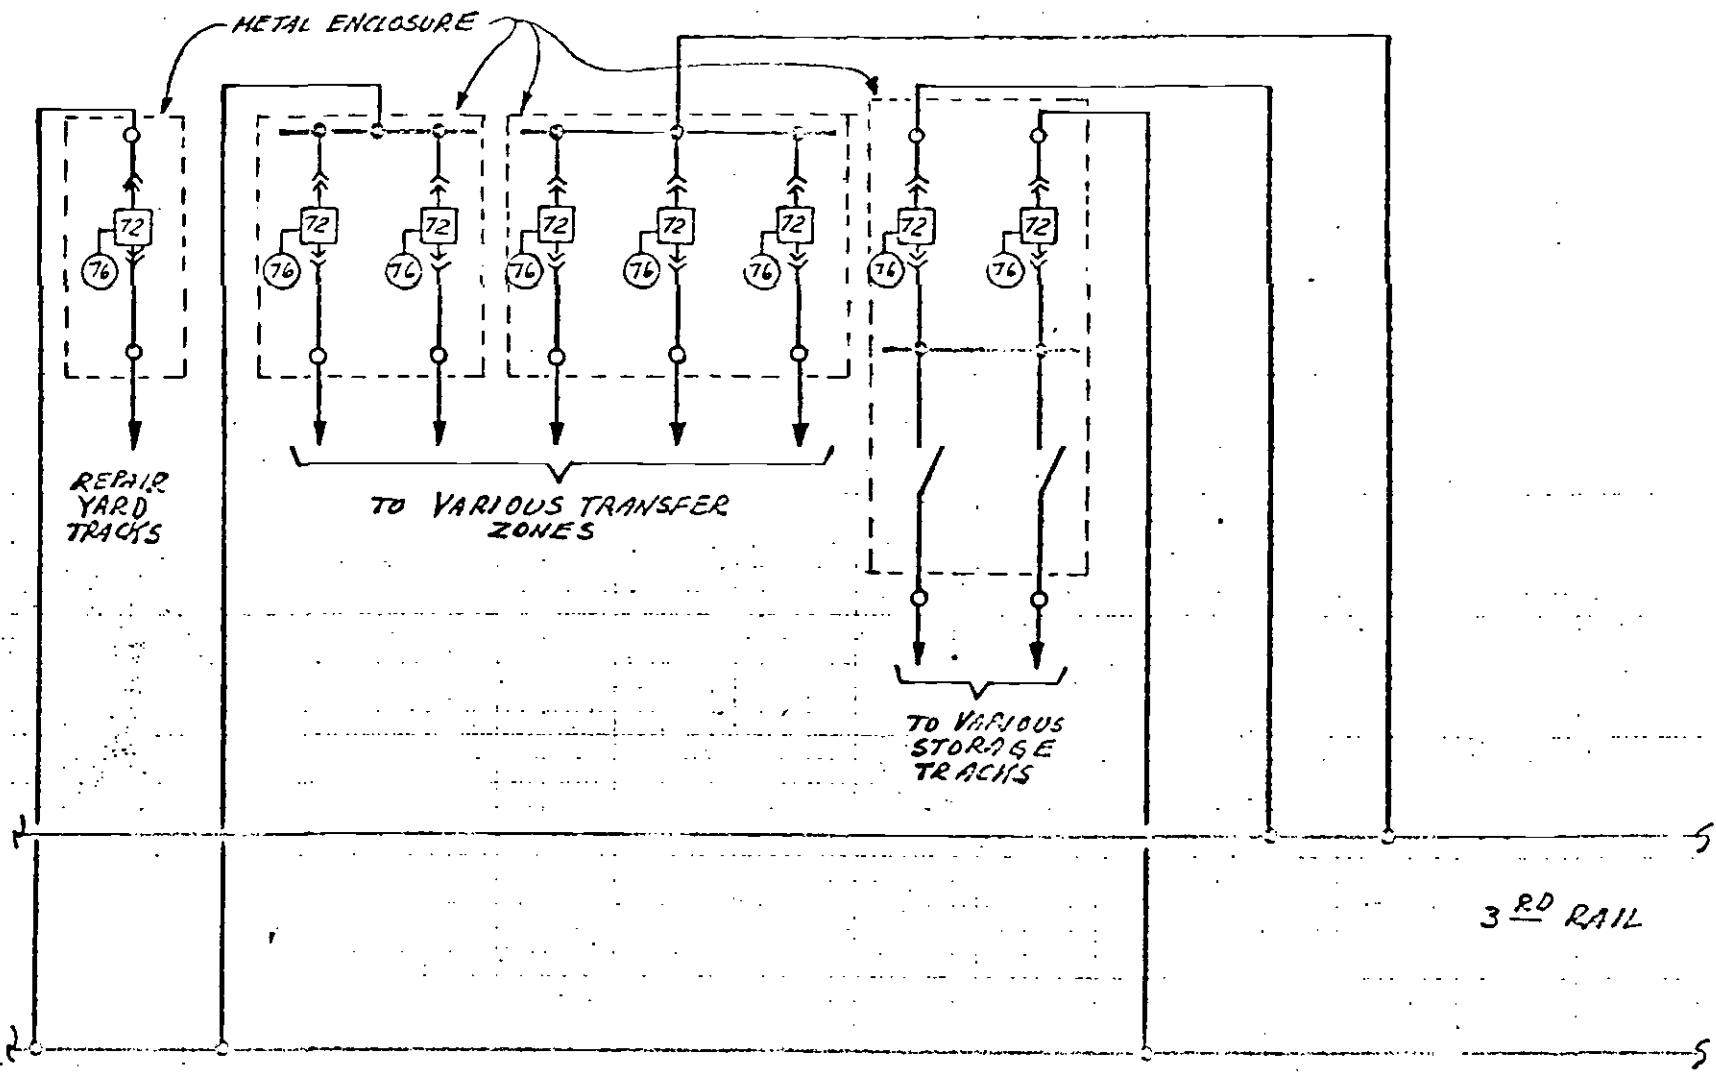 METAL ENCLOSURE
72 72 72 72 72 72 72 72
76 76 76 76 76 76 76 76
REPAIR
YARD
TRACKS
TO VARIOUS TRANSFER
ZONES
TO VARIOUS
STORAGE
TRACKS
3RD RAIL